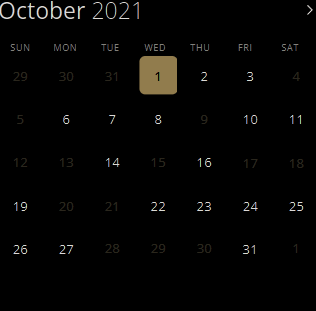 October 2021
SUN MON TUE WED THU FRI SAT
29 30 31 1 2 3 4
5 6 7 8 9 10 11
12 13 14 15 16 17 18
19 20 21 22 23 24 25
26 27 28 29 30 31 1